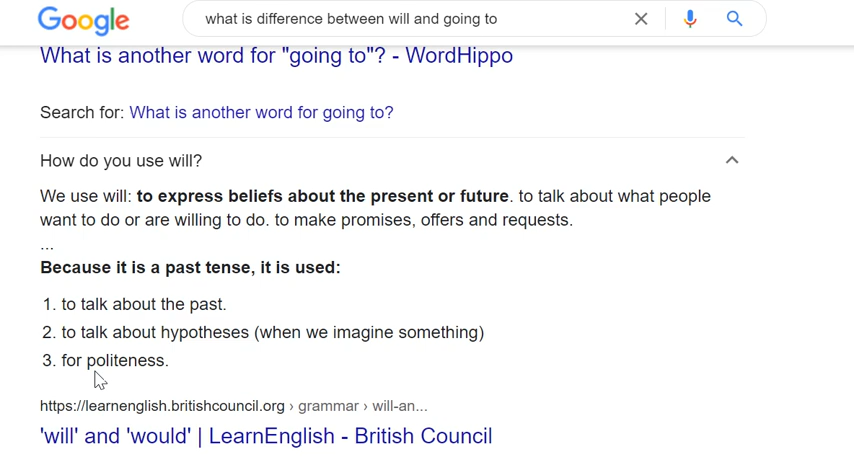 Google
what is difference between will and going to
What is another word for "going to"? - WordHippo
Search for: What is another word for going to?
How do you use will?
We use will: to express beliefs about the present or future. to talk about what people
want to do or are willing to do. to make promises, offers and requests.
...
Because it is a past tense, it is used:
1. to talk about the past.
2. to talk about hypotheses (when we imagine something)
3. for politeness.
https://learnenglish.britishcouncil.org › grammar › will-an...
'will' and 'would' | LearnEnglish - British Council